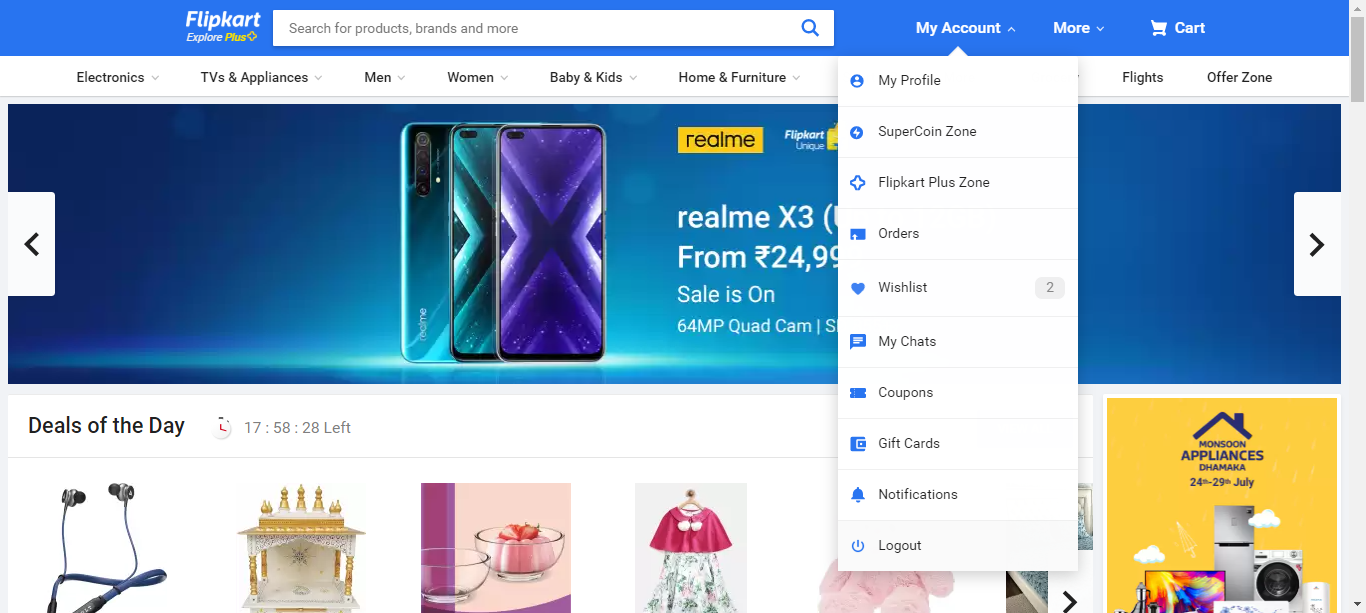 Flipkart
Explore Plus
Search for products, brands and more
My Account
More
Cart
Electronics
TVs & Appliances
Men
Women
Baby & Kids
Home & Furniture
Flights
Offer Zone
My Profile
SuperCoin Zone
Flipkart Plus Zone
Orders
Wishlist
2
My Chats
Coupons
Gift Cards
Notifications
Logout
realme
Flipkart
Unique
realme X3 (
From ₹24,99
Sale is On
64MP Quad Cam |
realme
Deals of the Day
17 : 58 : 28 Left
MONSOON
APPLIANCES
DHAMAKA
24th-29th July